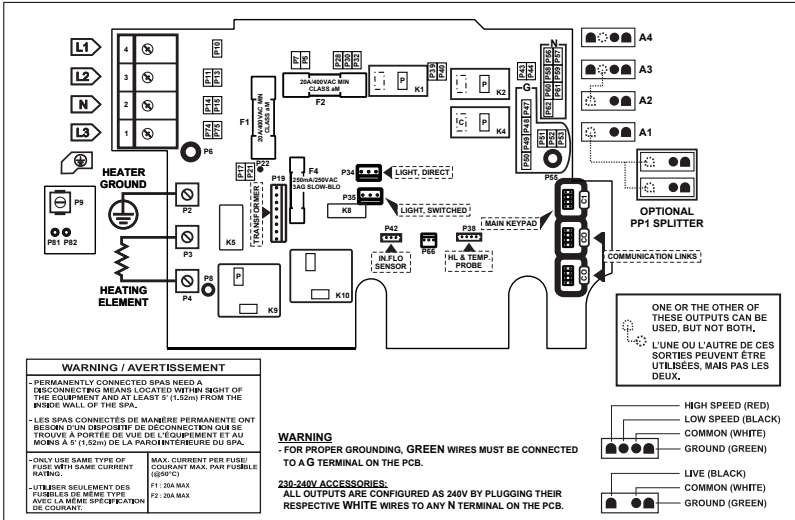 L1
L2
N
L3
4
3
2
1
P10
P11
P13
P14
P15
P74
P75
P6
F1
20A/400VAC MIN
CLASS aM
P7
P5
20A/400VAC MIN
CLASS aM
F2
P28
P30
P32
P
K1
P39
P40
P
K2
C
P
K4
P43
P44
N
P56
P57
P58
P59
P60
P61
P62
G
P47
P48
P49
P50
P51
P52
P53
P55
A4
A3
A2
A1
OPTIONAL
PP1 SPLITTER
P17
P21
P22
P19
TRANSFORMER
F4
250mA/250VAC
3AG SLOW-BLO
P34
LIGHT, DIRECT
P35
LIGHT, SWITCHED
K8
K5
P42
IN.FLO
SENSOR
P66
P38
HL & TEMP.
PROBE
MAIN KEYPAD
C1
CO
CO
COMMUNICATION LINKS
HEATER
GROUND
P9
P81 P82
P2
P3
P4
P8
HEATING
ELEMENT
P
K9
K10
ONE OR THE OTHER OF
THESE OUTPUTS CAN BE
USED, BUT NOT BOTH.
L'UNE OU L'AUTRE DE CES
SORTIES PEUVENT ÊTRE
UTILISÉES, MAIS PAS LES
DEUX.
WARNING / AVERTISSEMENT
- PERMANENTLY CONNECTED SPAS NEED A
DISCONNECTING MEANS LOCATED WITHIN SIGHT OF
THE EQUIPMENT AND AT LEAST 5' (1.52m) FROM THE
INSIDE WALL OF THE SPA.
- LES SPAS CONNECTÉS DE MANIÈRE PERMANENTE ONT
BESOIN D'UN DISPOSITIF DE DÉCONNECTION QUI SE
TROUVE À PORTÉE DE VUE DE L'ÉQUIPEMENT ET AU
MOINS À 5' (1,52m) DE LA PAROI INTÉRIEURE DU SPA.
- ONLY USE SAME TYPE OF
FUSE WITH SAME CURRENT
RATING.
- UTILISER SEULEMENT DES
FUSIBLES DE MÊME TYPE
AVEC LA MÊME SPÉCIFICATION
DE COURANT.
MAX. CURRENT PER FUSE/
COURANT MAX. PAR FUSIBLE
(@50°C)
F1 : 20A MAX
F2 : 20A MAX
WARNING
- FOR PROPER GROUNDING, GREEN WIRES MUST BE CONNECTED
TO A G TERMINAL ON THE PCB.
230-240V ACCESSORIES:
ALL OUTPUTS ARE CONFIGURED AS 240V BY PLUGGING THEIR
RESPECTIVE WHITE WIRES TO ANY N TERMINAL ON THE PCB.
HIGH SPEED (RED)
LOW SPEED (BLACK)
COMMON (WHITE)
GROUND (GREEN)
LIVE (BLACK)
COMMON (WHITE)
GROUND (GREEN)